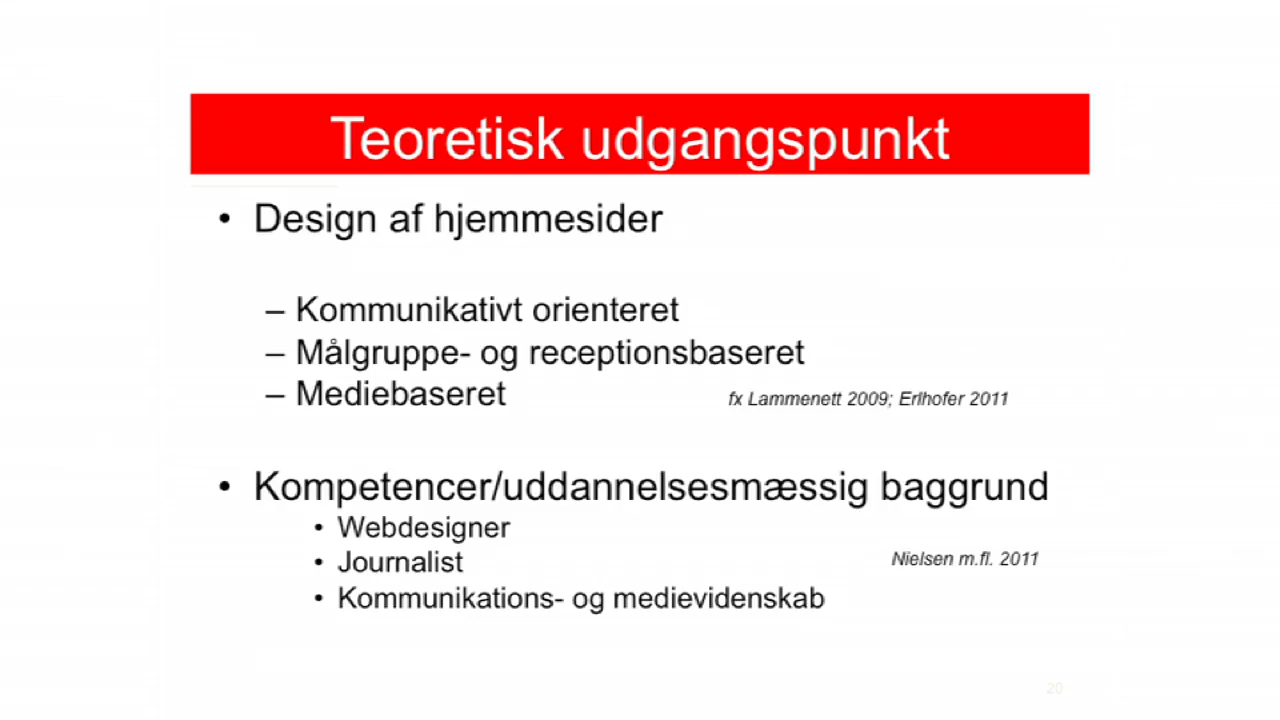 Teoretisk udgangspunkt
• Design af hjemmesider
– Kommunikativt orienteret
– Målgruppe- og receptionsbaseret
– Mediebaseret fx Lammenett 2009; Erlhofer 2011
• Kompetencer/uddannelsesmæssig baggrund
• Webdesigner
• Journalist Nielsen m.fl. 2011
• Kommunikations- og medievidenskab
20